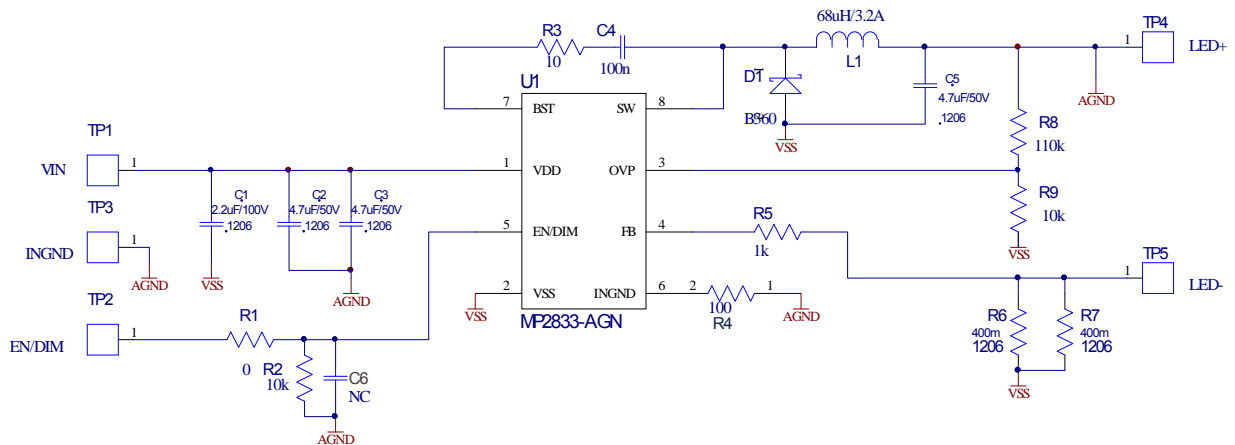 68uH/3.2A
L1
TP4
1
LED+
R3
10
C4
100n
D1
B560
VSS
C5
4.7uF/50V
1206
AGND
U1
7 BST
SW 8
1 VDD
OVP 3
5 EN/DIM
FB 4
2 VSS
INGND 6
MP2833-AGN
VSS
TP1
VIN
1
TP3
INGND
1
AGND
TP2
EN/DIM
1
C1
2.2uF/100V
1206
VSS
C2
4.7uF/50V
1206
C3
4.7uF/50V
1206
AGND
R1
0
R2
10k
C6
NC
AGND
R8
110k
R9
10k
VSS
R5
1k
2
100
R4
1
AGND
TP5
1
LED-
R6
400m
1206
R7
400m
1206
VSS